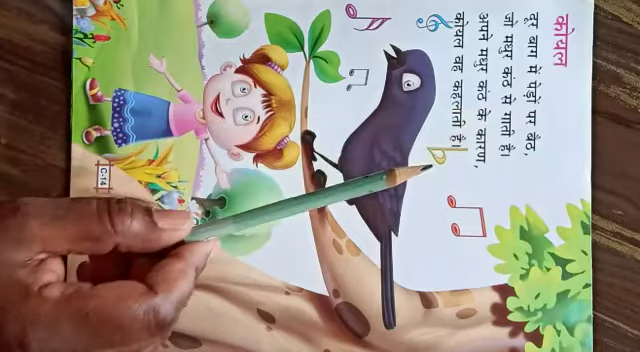 कोयल
दूर बाग में पेड़ों पर बैठ,
जो मधुर कंठ से गाती है।
अपने मधुर कंठ के कारण,
कोयल वह कहलाती है।
C-14